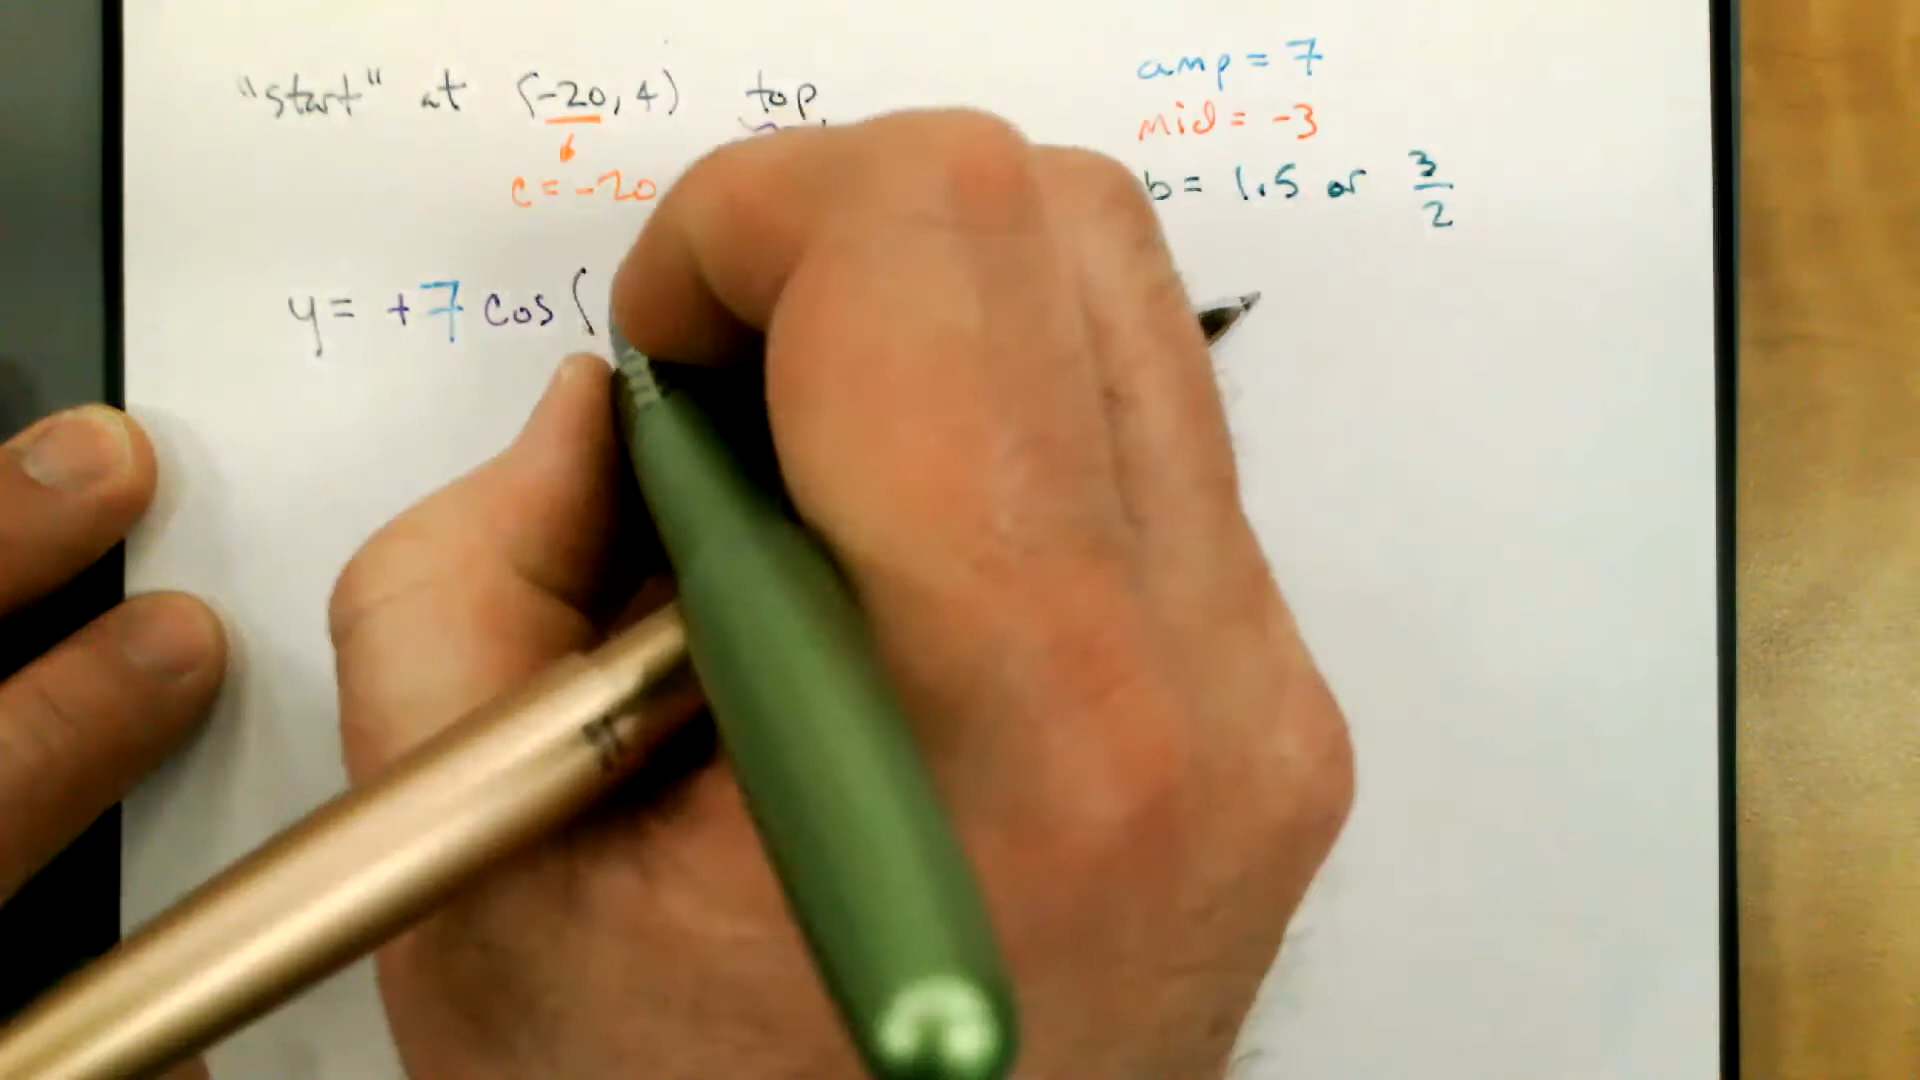 "start" at (-20, 4) top
c = -20
amp = 7
mid = -3
b = 1.5 or 3/2
y = +7 cos (